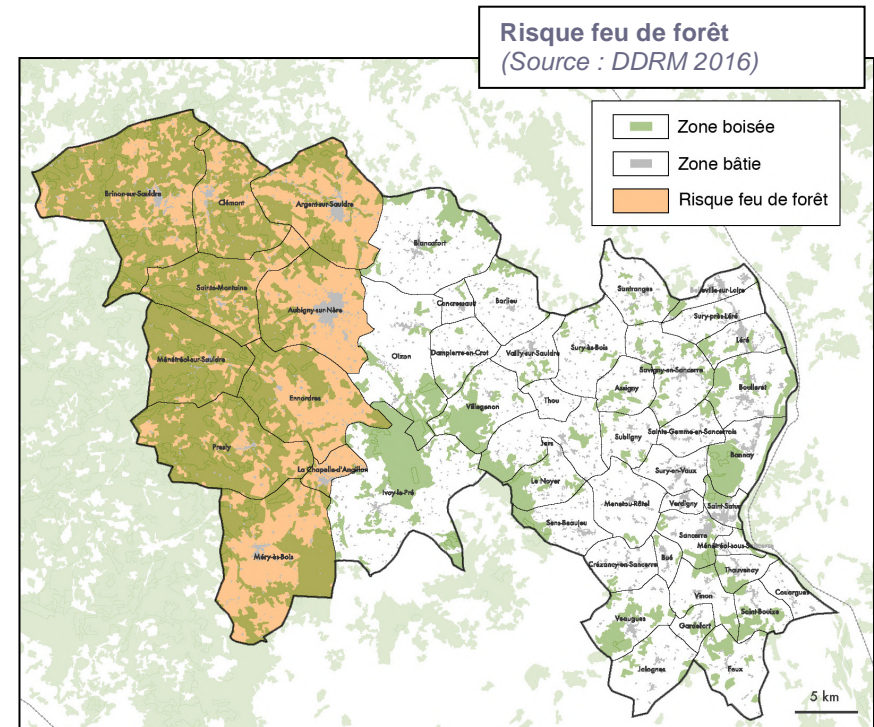 Risque feu de forêt
(Source : DDRM 2016)
Zone boisée
Zone bâtie
Risque feu de forêt
Brinon-sur-Sauldre
Clémont
Argent-sur-Sauldre
Blancafort
Sainte-Montaine
Aubigny-sur-Nère
Concressault
Barlieu
Santranges
Belleville-sur-Loire
Sury-près-Léré
Léré
Ménétréol-sur-Sauldre
Oizon
Dampierre-en-Crot
Vailly-sur-Sauldre
Sury-ès-Bois
Savigny-en-Sancerre
Assigny
Boulleret
Ennordres
Villegenon
Thou
Presly
La Chapelle-d'Angillon
Ivoy-le-Pré
Jars
Subligny
Sainte-Gemme-en-Sancerrois
Bannay
Le Noyer
Sury-en-Vaux
Menetou-Râtel
Verdigny
Saint-Satur
Sens-Beaujeu
Sancerre
Ménétréol-sous-Sancerre
Méry-ès-Bois
Crézancy-en-Sancerre
Bué
Thauvenay
Couargues
Vinon
Saint-Bouize
Veaugues
Gardefort
Jalognes
Feux
5 km